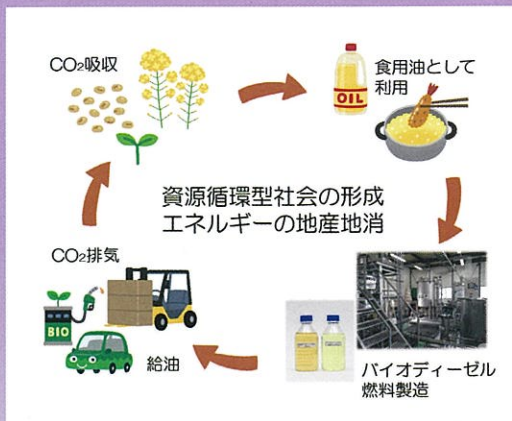 CO₂吸収
OIL
食用油として
利用
資源循環型社会の形成
エネルギーの地産地消
CO₂排気
BIO
給油
バイオディーゼル
燃料製造